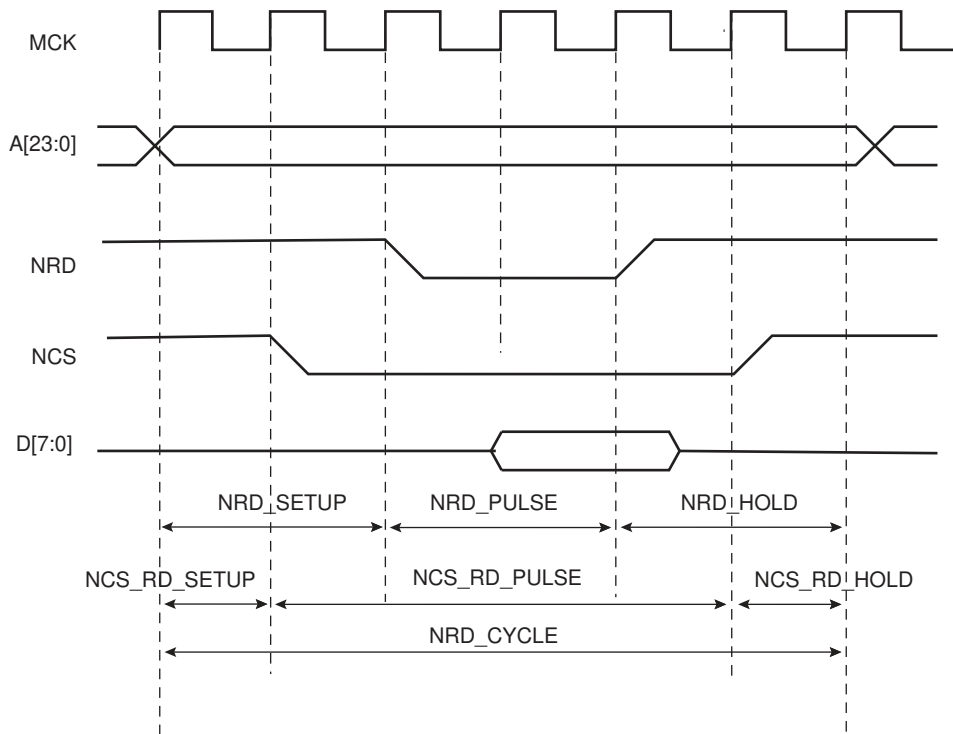 MCK
A[23:0]
NRD
NCS
D[7:0]
NRD_SETUP NRD_PULSE NRD_HOLD
NCS_RD_SETUP NCS_RD_PULSE NCS_RD_HOLD
NRD_CYCLE